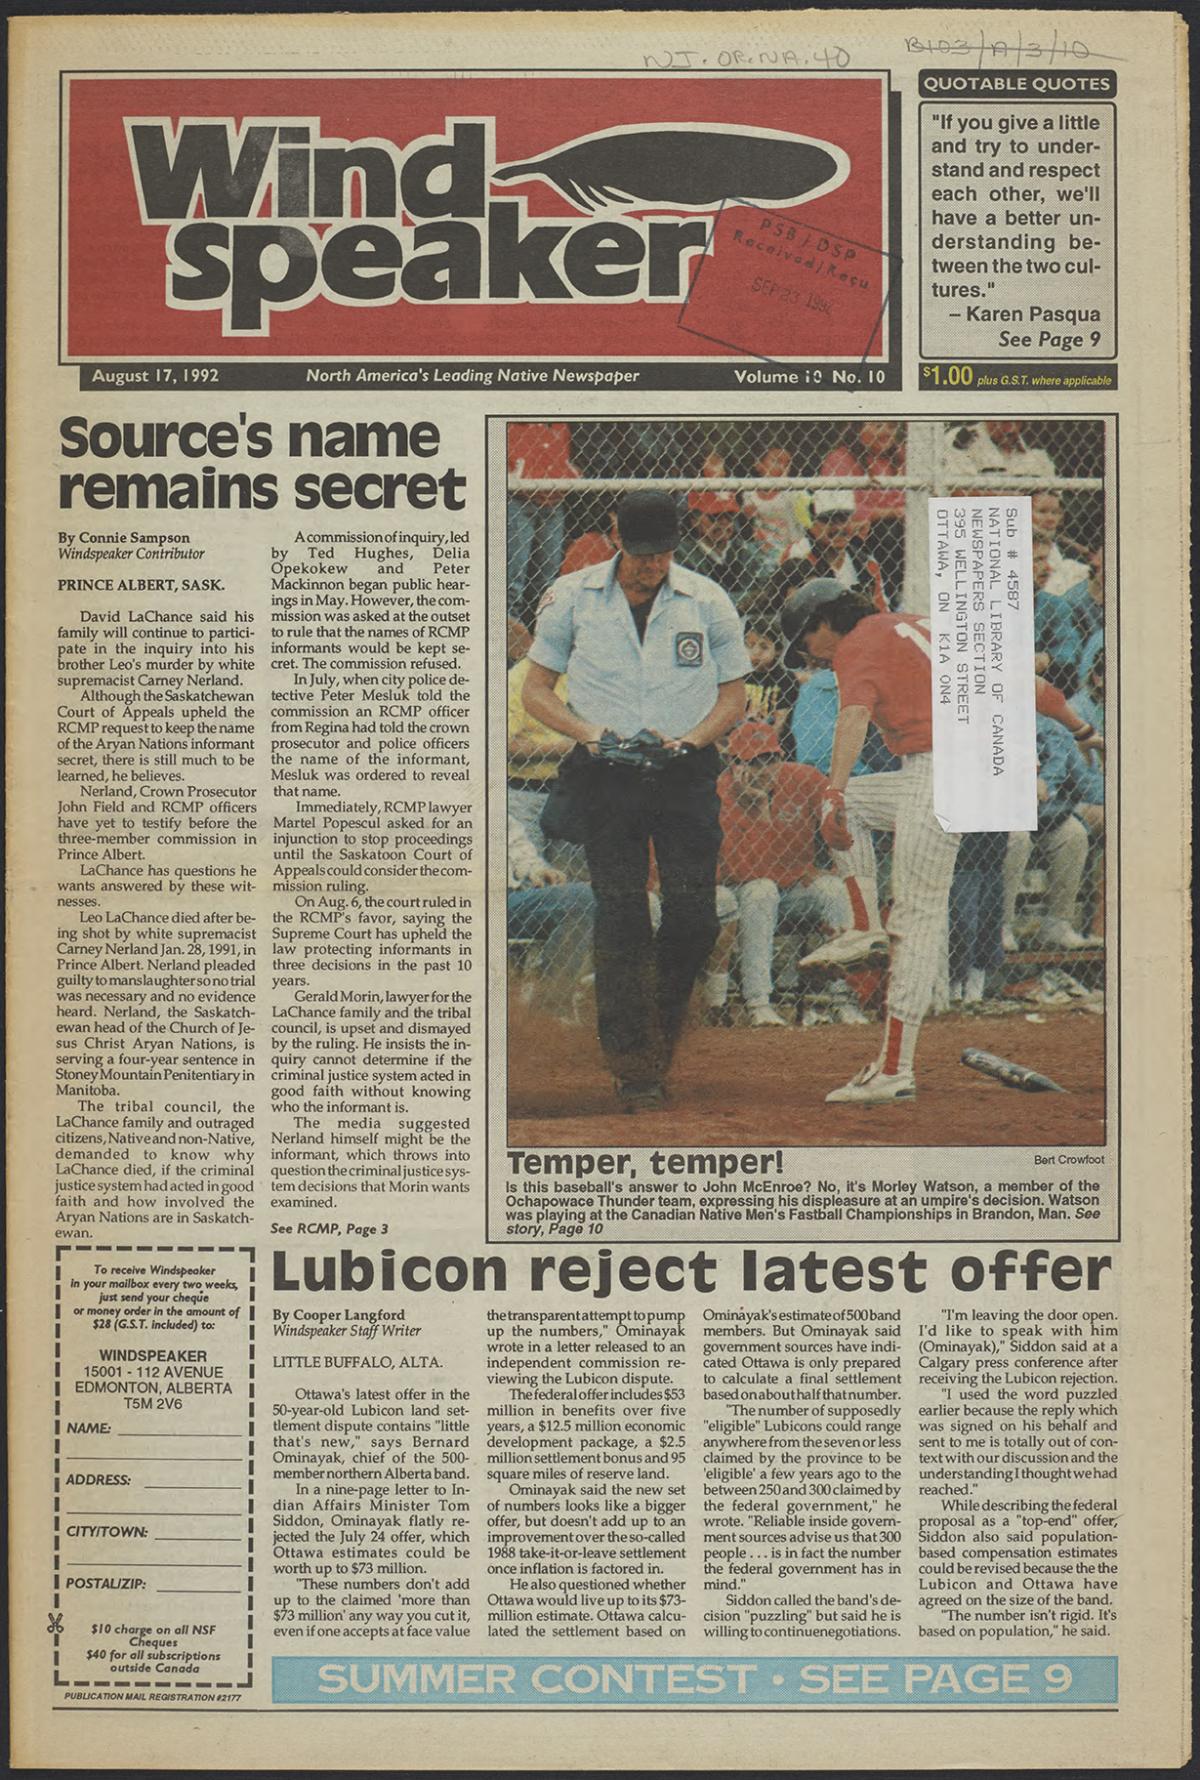 NJ.OP.NA.40
B103/A/3/10
Wind
speaker
PSB / DSP
Received/Reçu
SEP 23 1992
August 17, 1992 North America's Leading Native Newspaper Volume 10 No. 10
QUOTABLE QUOTES
"If you give a little
and try to under-
stand and respect
each other, we'll
have a better un-
derstanding be-
tween the two cul-
tures."
– Karen Pasqua
See Page 9
$1.00 plus G.S.T. where applicable
Source's name
remains secret
By Connie Sampson
Windspeaker Contributor
PRINCE ALBERT, SASK.
David LaChance said his
family will continue to partici-
pate in the inquiry into his
brother Leo's murder by white
supremacist Carney Nerland.
Although the Saskatchewan
Court of Appeals upheld the
RCMP request to keep the name
of the Aryan Nations informant
secret, there is still much to be
learned, he believes.
Nerland, Crown Prosecutor
John Field and RCMP officers
have yet to testify before the
three-member commission in
Prince Albert.
LaChance has questions he
wants answered by these wit-
nesses.
Leo LaChance died after be-
ing shot by white supremacist
Carney Nerland Jan. 28, 1991, in
Prince Albert. Nerland pleaded
guilty to manslaughter so no trial
was necessary and no evidence
heard. Nerland, the Saskatch-
ewan head of the Church of Je-
sus Christ Aryan Nations, is
serving a four-year sentence in
Stoney Mountain Penitentiary in
Manitoba.
The tribal council, the
LaChance family and outraged
citizens, Native and non-Native,
demanded to know why
LaChance died, if the criminal
justice system had acted in good
faith and how involved the
Aryan Nations are in Saskatch-
ewan.
A commission of inquiry, led
by Ted Hughes, Delia
Opekokew and Peter
Mackinnon began public hear-
ings in May. However, the com-
mission was asked at the outset
to rule that the names of RCMP
informants would be kept se-
cret. The commission refused.
In July, when city police de-
tective Peter Mesluk told the
commission an RCMP officer
from Regina had told the crown
prosecutor and police officers
the name of the informant,
Mesluk was ordered to reveal
that name.
Immediately, RCMP lawyer
Martel Popescul asked for an
injunction to stop proceedings
until the Saskatoon Court of
Appeals could consider the com-
mission ruling.
On Aug. 6, the court ruled in
the RCMP's favor, saying the
Supreme Court has upheld the
law protecting informants in
three decisions in the past 10
years.
Gerald Morin, lawyer for the
LaChance family and the tribal
council, is upset and dismayed
by the ruling. He insists the in-
quiry cannot determine if the
criminal justice system acted in
good faith without knowing
who the informant is.
The media suggested
Nerland himself might be the
informant, which throws into
question the criminal justice sys-
tem decisions that Morin wants
examined.
See RCMP, Page 3
Sub # 4587
NATIONAL LIBRARY OF CANADA
NEWSPAPERS SECTION
395 WELLINGTON STREET
OTTAWA, ON K1A 0N4
Temper, temper!
Bert Crowfoot
Is this baseball's answer to John McEnroe? No, it's Morley Watson, a member of the
Ochapowace Thunder team, expressing his displeasure at an umpire's decision. Watson
was playing at the Canadian Native Men's Fastball Championships in Brandon, Man. See
story, Page 10
To receive Windspeaker
in your mailbox every two weeks,
just send your cheque
or money order in the amount of
$28 (G.S.T. included) to:
WINDSPEAKER
15001 - 112 AVENUE
EDMONTON, ALBERTA
T5M 2V6
NAME:
ADDRESS:
CITY/TOWN:
POSTAL/ZIP:
$10 charge on all NSF
Cheques
$40 for all subscriptions
outside Canada
PUBLICATION MAIL REGISTRATION #2177
Lubicon reject latest offer
By Cooper Langford
Windspeaker Staff Writer
LITTLE BUFFALO, ALTA.
Ottawa's latest offer in the
50-year-old Lubicon land set-
tlement dispute contains "little
that's new," says Bernard
Ominayak, chief of the 500-
member northern Alberta band.
In a nine-page letter to In-
dian Affairs Minister Tom
Siddon, Ominayak flatly re-
jected the July 24 offer, which
Ottawa estimates could be
worth up to $73 million.
"These numbers don't add
up to the claimed 'more than
$73 million' any way you cut it,
even if one accepts at face value
the transparent attempt to pump
up the numbers," Ominayak
wrote in a letter released to an
independent commission re-
viewing the Lubicon dispute.
The federal offer includes $53
million in benefits over five
years, a $12.5 million economic
development package, a $2.5
million settlement bonus and 95
square miles of reserve land.
Ominayak said the new set
of numbers looks like a bigger
offer, but doesn't add up to an
improvement over the so-called
1988 take-it-or-leave settlement
once inflation is factored in.
He also questioned whether
Ottawa would live up to its $73-
million estimate. Ottawa calcu-
lated the settlement based on
Ominayak's estimate of 500 band
members. But Ominayak said
government sources have indi-
cated Ottawa is only prepared
to calculate a final settlement
based on about half that number.
"The number of supposedly
"eligible" Lubicons could range
anywhere from the seven or less
claimed by the province to be
'eligible' a few years ago to the
between 250 and 300 claimed by
the federal government," he
wrote. "Reliable inside govern-
ment sources advise us that 300
people . . . is in fact the number
the federal government has in
mind."
Siddon called the band's de-
cision "puzzling" but said he is
willing to continue negotiations.
"I'm leaving the door open.
I'd like to speak with him
(Ominayak)," Siddon said at a
Calgary press conference after
receiving the Lubicon rejection.
"I used the word puzzled
earlier because the reply which
was signed on his behalf and
sent to me is totally out of con-
text with our discussion and the
understanding I thought we had
reached."
While describing the federal
proposal as a "top-end" offer,
Siddon also said population-
based compensation estimates
could be revised because the the
Lubicon and Ottawa have
agreed on the size of the band.
"The number isn't rigid. It's
based on population," he said.
SUMMER CONTEST • SEE PAGE 9